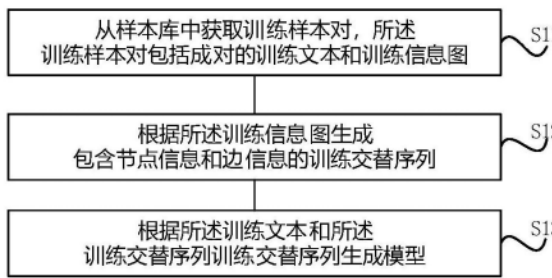 从样本库中获取训练样本对，所述
训练样本对包括成对的训练文本和训练信息图
根据所述训练信息图生成
包含节点信息和边信息的训练交替序列
根据所述训练文本和所述
训练交替序列训练交替序列生成模型